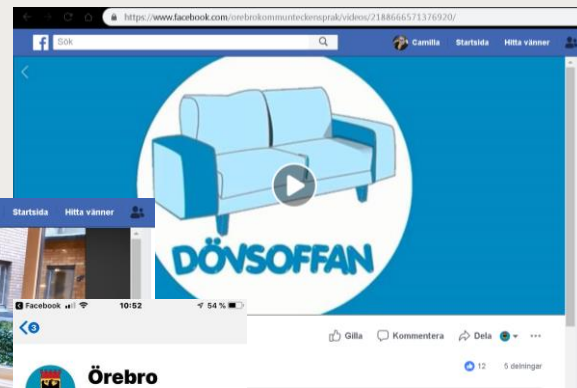 https://www.facebook.com/orebrokommunteckensprak/videos/2188666571376920/
Sök
Camilla Startsida Hitta vänner
DÖVSOFFAN
Startsida Hitta vänner
Facebook 10:52 54 %
3
Gilla Kommentera Dela
12 5 delningar
Örebro